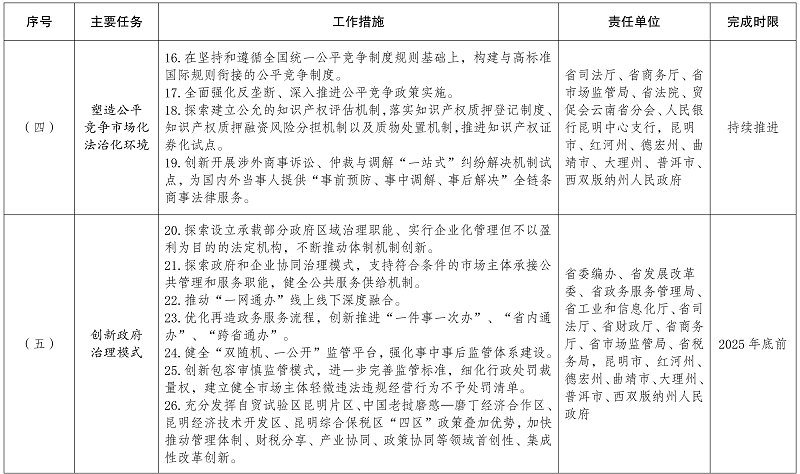 序号 主要任务 工作措施 责任单位 完成时限
（四）
塑造公平
竞争市场化
法治化环境
16. 在坚持和遵循全国统一公平竞争制度规则基础上，构建与高标准
国际规则衔接的公平竞争制度。
17. 全面强化反垄断、深入推进公平竞争政策实施。
18. 探索建立公允的知识产权评估机制，落实知识产权质押登记制度、
知识产权质押融资风险分担机制以及质物处置机制，推进知识产权证
券化试点。
19. 创新开展涉外商事诉讼、仲裁与调解“一站式”纠纷解决机制试
点，为国内外当事人提供“事前预防、事中调解、事后解决”全链条
商事法律服务。
省司法厅、省商务厅、省
市场监管局、省法院、贸
促会云南省分会、人民银
行昆明中心支行，昆明
市、红河州、德宏州、曲
靖市、大理州、普洱市、
西双版纳州人民政府
持续推进
（五）
创新政府
治理模式
20. 探索设立承载部分政府区域治理职能、实行企业化管理但不以盈
利为目的的法定机构，不断推动体制机制创新。
21. 探索政府和企业协同治理模式，支持符合条件的市场主体承接公
共管理和服务职能，健全公共服务供给机制。
22. 推动“一网通办”线上线下深度融合。
23. 优化再造政务服务流程，创新推进“一件事一次办”、“省内通
办”、“跨省通办”。
24. 健全“双随机、一公开”监管平台，强化事中事后监管体系建设。
25. 创新包容审慎监管模式，进一步完善监管标准，细化行政处罚裁
量权，建立健全市场主体轻微违法违规经营行为不予处罚清单。
26. 充分发挥自贸试验区昆明片区、中国老挝磨憨—磨丁经济合作区、
昆明经济技术开发区、昆明综合保税区“四区”政策叠加优势，加快
推动管理体制、财税分享、产业协同、政策协同等领域首创性、集成
性改革创新。
省委编办、省发展改革
委、省政务服务管理局、
省工业和信息化厅、省司
法厅、省财政厅、省商务
厅、省市场监管局、省税
务局，昆明市、红河州、
德宏州、曲靖市、大理州、
普洱市、西双版纳州人民
政府
2025 年底前